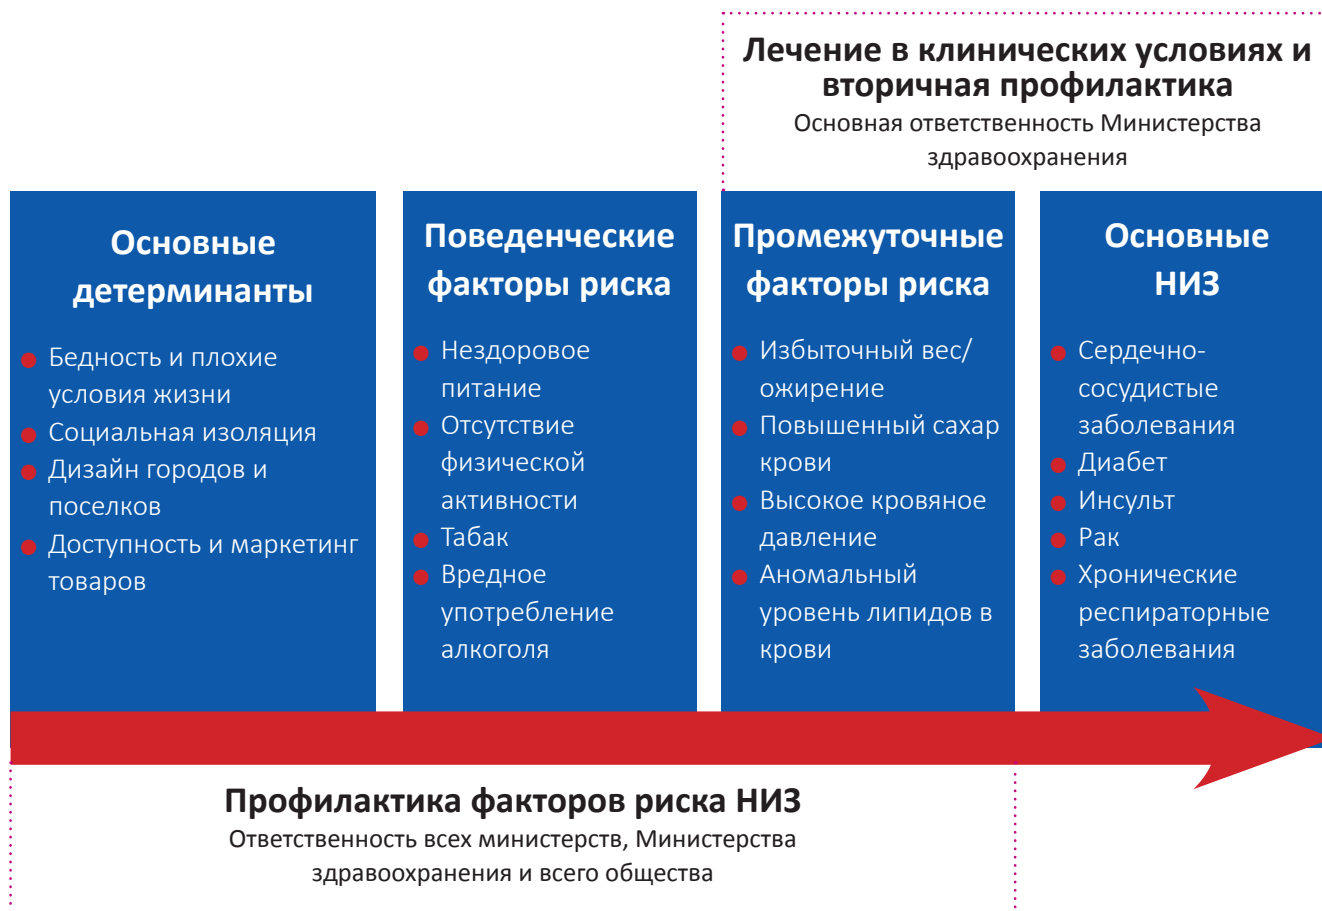 Лечение в клинических условиях и
вторичная профилактика
Основная ответственность Министерства
здравоохранения
Основные
детерминанты
● Бедность и плохие
условия жизни
● Социальная изоляция
● Дизайн городов и
поселков
● Доступность и маркетинг
товаров
Поведенческие
факторы риска
● Нездоровое
питание
● Отсутствие
физической
активности
● Табак
● Вредное
употребление
алкоголя
Промежуточные
факторы риска
● Избыточный вес/
ожирение
● Повышенный сахар
крови
● Высокое кровяное
давление
● Аномальный
уровень липидов в
крови
Основные
НИЗ
● Сердечно-
сосудистые
заболевания
● Диабет
● Инсульт
● Рак
● Хронические
респираторные
заболевания
Профилактика факторов риска НИЗ
Ответственность всех министерств, Министерства
здравоохранения и всего общества